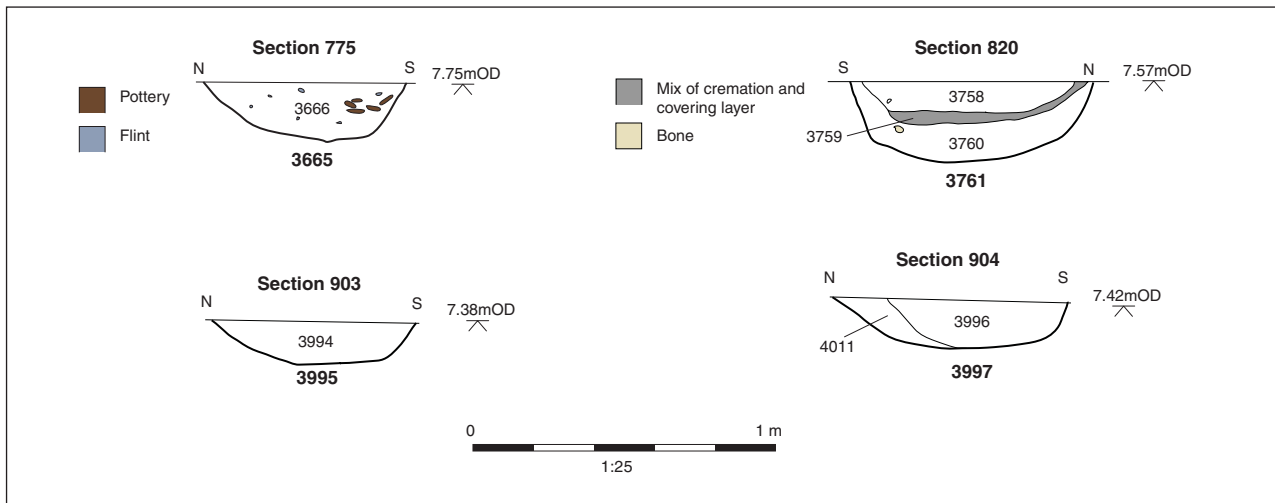 Section 775
N
S
7.75mOD
Pottery
Flint
3666
3665
Section 820
S
N
7.57mOD
Mix of cremation and
covering layer
Bone
3758
3759
3760
3761
Section 903
N
S
7.38mOD
3994
3995
Section 904
N
S
7.42mOD
3996
4011
3997
0
1 m
1:25